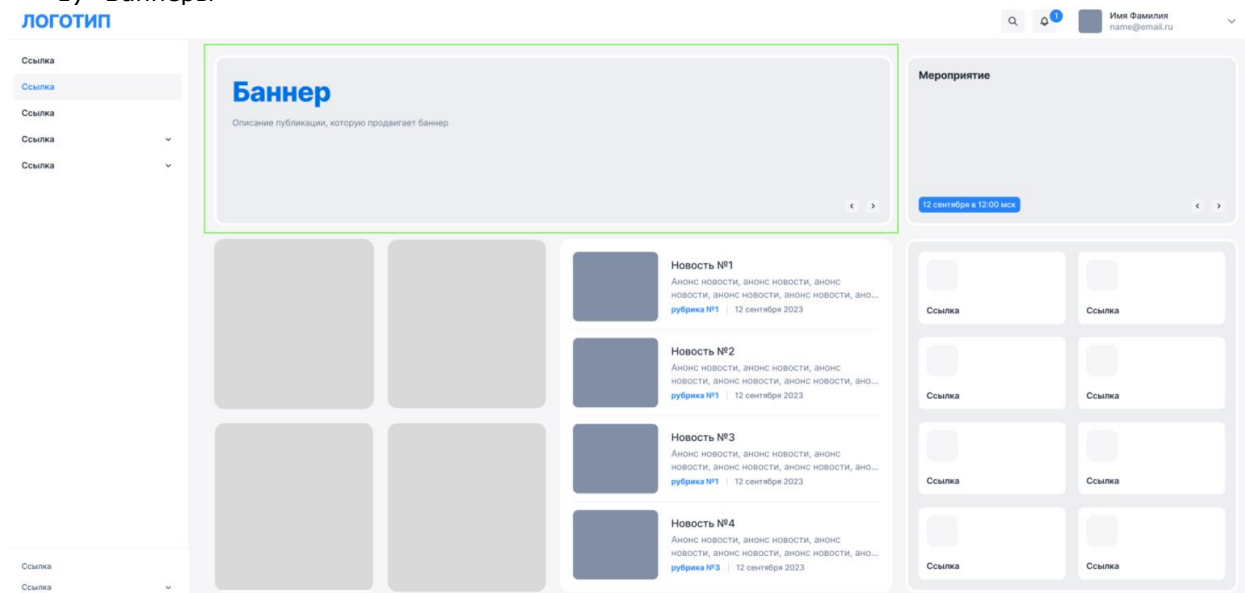 ЛОГОТИП
1
Имя Фамилия
name@email.ru
Ссылка
Ссылка
Ссылка
Ссылка
Ссылка
Баннер
Описание публикации, которую продвигает баннер
Мероприятие
12 сентября в 12:00 мск
Новость №1
Анонс новости, анонс новости, анонс
новости, анонс новости, анонс новости, ано...
рубрика №1 | 12 сентября 2023
Новость №2
Анонс новости, анонс новости, анонс
новости, анонс новости, анонс новости, ано...
рубрика №1 | 12 сентября 2023
Новость №3
Анонс новости, анонс новости, анонс
новости, анонс новости, анонс новости, ано...
рубрика №1 | 12 сентября 2023
Новость №4
Анонс новости, анонс новости, анонс
новости, анонс новости, анонс новости, ано...
рубрика №3 | 12 сентября 2023
Ссылка Ссылка
Ссылка Ссылка
Ссылка Ссылка
Ссылка Ссылка
Ссылка
Ссылка